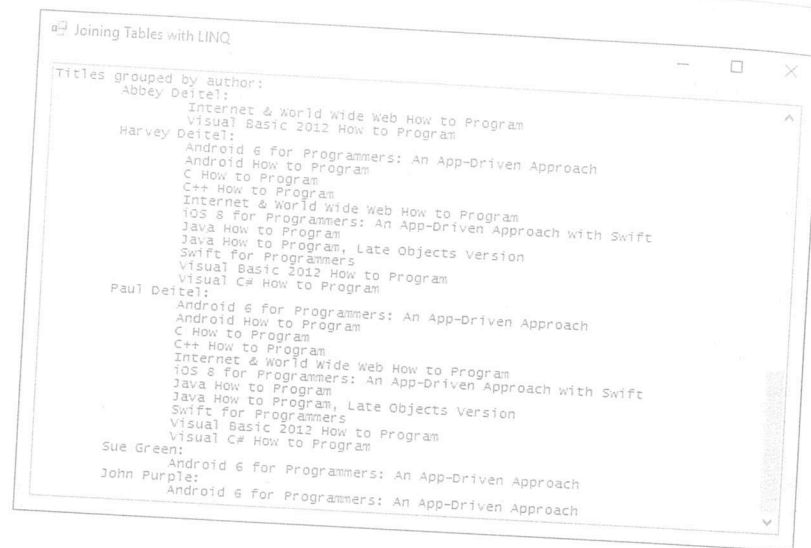 Joining Tables with LINQ
Titles grouped by author:
Abbey Deitel:
Internet & World Wide Web How to Program
Visual Basic 2012 How to Program
Harvey Deitel:
Android 6 for Programmers: An App-Driven Approach
Android How to Program
C How to Program
C++ How to Program
Internet & World Wide Web How to Program
iOS 8 for Programmers: An App-Driven Approach with Swift
Java How to Program
Java How to Program, Late Objects Version
Swift for Programmers
Visual Basic 2012 How to Program
Visual C# How to Program
Paul Deitel:
Android 6 for Programmers: An App-Driven Approach
Android How to Program
C How to Program
C++ How to Program
Internet & World Wide Web How to Program
iOS 8 for Programmers: An App-Driven Approach with Swift
Java How to Program
Java How to Program, Late Objects Version
Swift for Programmers
Visual Basic 2012 How to Program
Visual C# How to Program
Sue Green:
Android 6 for Programmers: An App-Driven Approach
John Purple:
Android 6 for Programmers: An App-Driven Approach